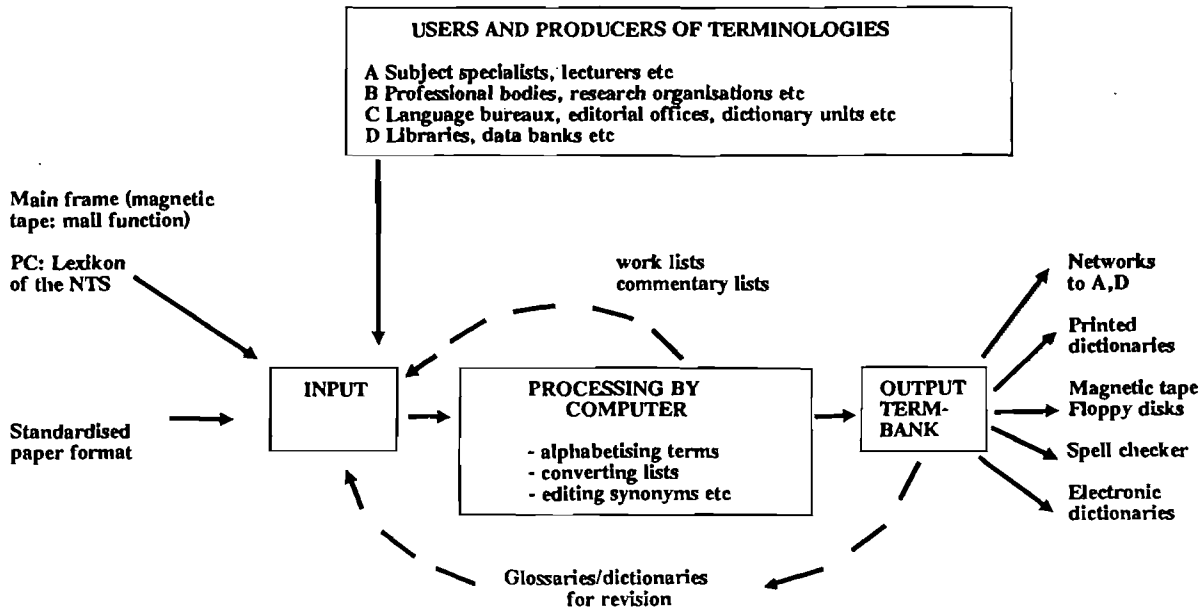 USERS AND PRODUCERS OF TERMINOLOGIES
A Subject specialists, lecturers etc
B Professional bodies, research organisations etc
C Language bureaux, editorial offices, dictionary units etc
D Libraries, data banks etc
Main frame (magnetic
tape: mail function)
PC: Lexikon
of the NTS
Standardised
paper format
work lists
commentary lists
INPUT
PROCESSING BY
COMPUTER
- alphabetising terms
- converting lists
- editing synonyms etc
OUTPUT
TERM-
BANK
Networks
to A,D
Printed
dictionaries
Magnetic tape
Floppy disks
Spell checker
Electronic
dictionaries
Glossaries/dictionaries
for revision